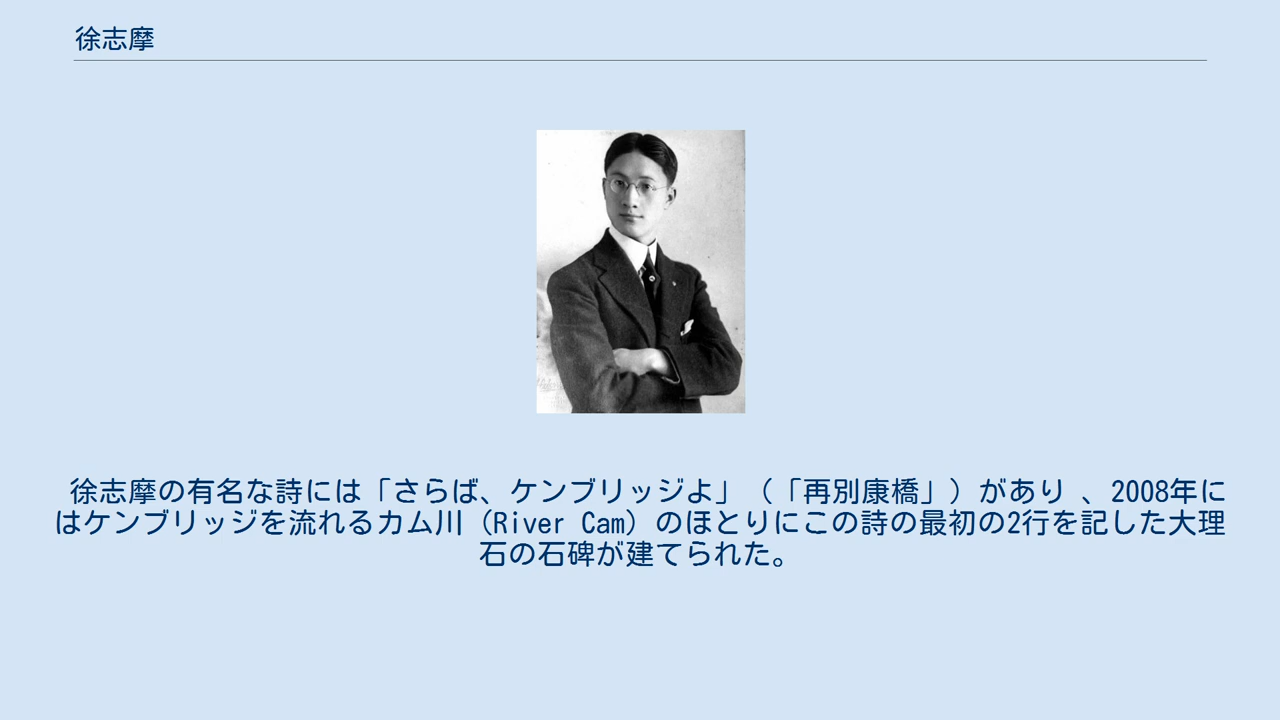 徐志摩
徐志摩の有名な詩には「さらば、ケンブリッジよ」（「再別康橋」）があり 、2008年に
はケンブリッジを流れるカム川（River Cam）のほとりにこの詩の最初の2行を記した大理
石の石碑が建てられた。